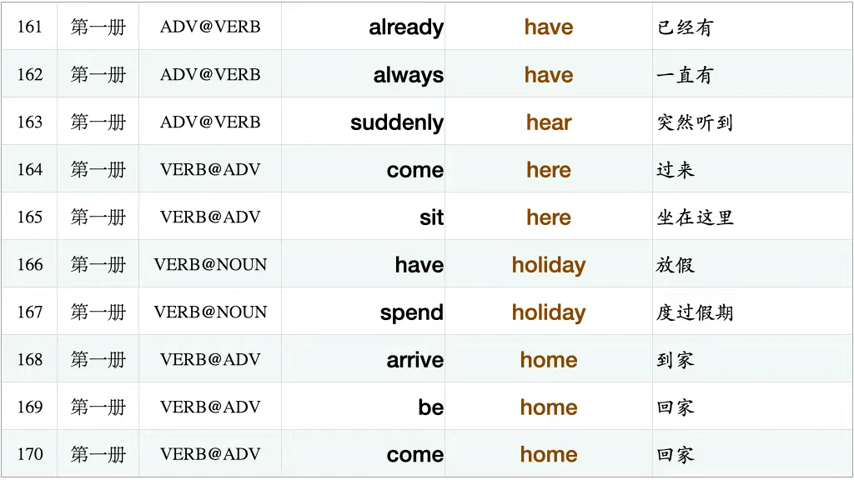 161 第一册 ADV@VERB already have 已经有
162 第一册 ADV@VERB always have 一直有
163 第一册 ADV@VERB suddenly hear 突然听到
164 第一册 VERB@ADV come here 过来
165 第一册 VERB@ADV sit here 坐在这里
166 第一册 VERB@NOUN have holiday 放假
167 第一册 VERB@NOUN spend holiday 度过假期
168 第一册 VERB@ADV arrive home 到家
169 第一册 VERB@ADV be home 回家
170 第一册 VERB@ADV come home 回家